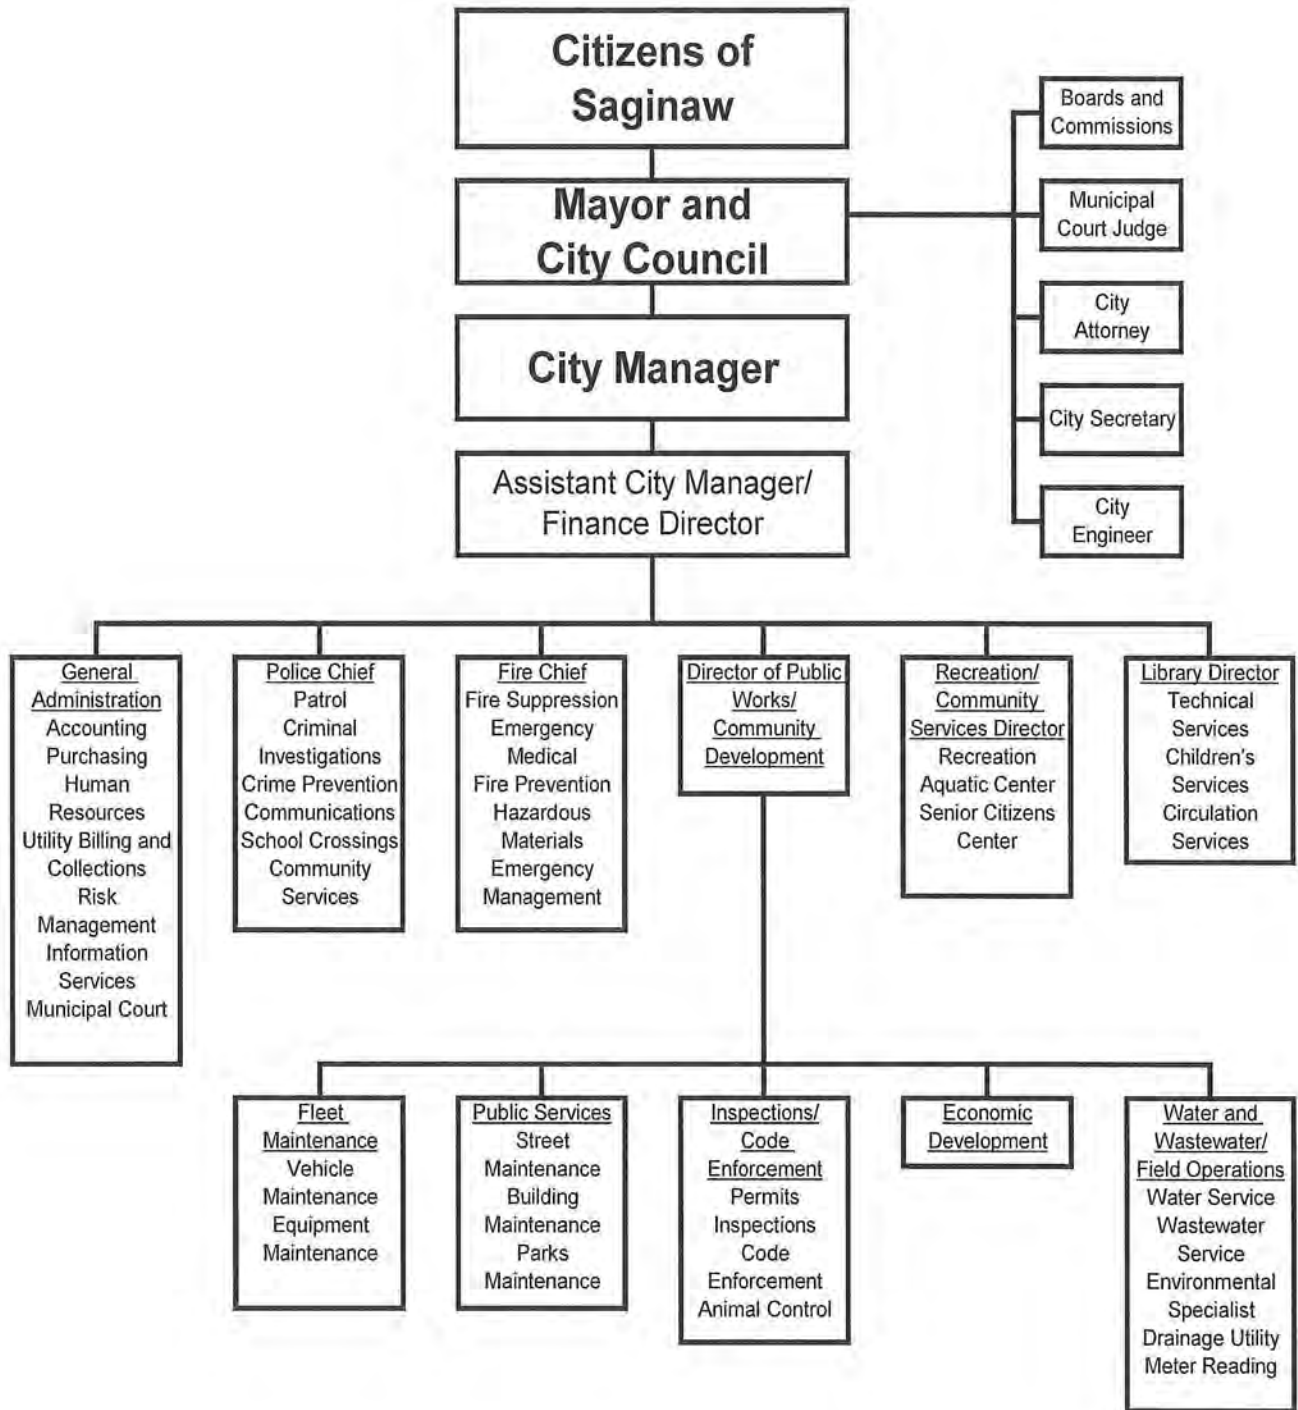 Citizens of
Saginaw
Mayor and
City Council
City Manager
Assistant City Manager/
Finance Director
Boards and
Commissions
Municipal
Court Judge
City
Attorney
City Secretary
City
Engineer
General
Administration
Accounting
Purchasing
Human
Resources
Utility Billing and
Collections
Risk
Management
Information
Services
Municipal Court
Police Chief
Patrol
Criminal
Investigations
Crime Prevention
Communications
School Crossings
Community
Services
Fire Chief
Fire Suppression
Emergency
Medical
Fire Prevention
Hazardous
Materials
Emergency
Management
Director of Public
Works/
Community
Development
Recreation/
Community
Services Director
Recreation
Aquatic Center
Senior Citizens
Center
Library Director
Technical
Services
Children's
Services
Circulation
Services
Fleet
Maintenance
Vehicle
Maintenance
Equipment
Maintenance
Public Services
Street
Maintenance
Building
Maintenance
Parks
Maintenance
Inspections/
Code
Enforcement
Permits
Inspections
Code
Enforcement
Animal Control
Economic
Development
Water and
Wastewater/
Field Operations
Water Service
Wastewater
Service
Environmental
Specialist
Drainage Utility
Meter Reading